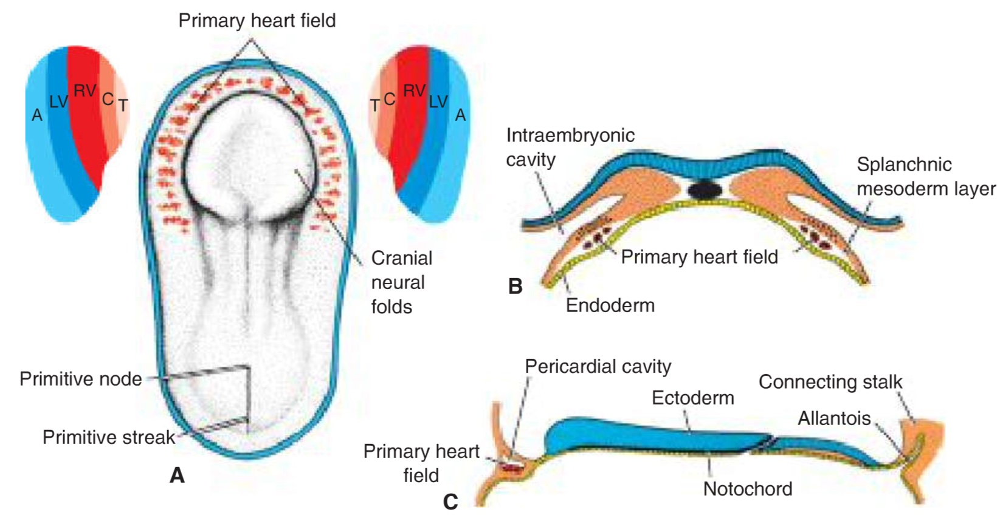 Primary heart field
A LV RV C T
T C RV LV A
Cranial
neural
folds
Primitive node
Primitive streak
A
Intraembryonic
cavity
Splanchnic
mesoderm layer
Primary heart field
Endoderm
B
Pericardial cavity
Ectoderm
Connecting stalk
Allantois
Primary heart
field
Notochord
C